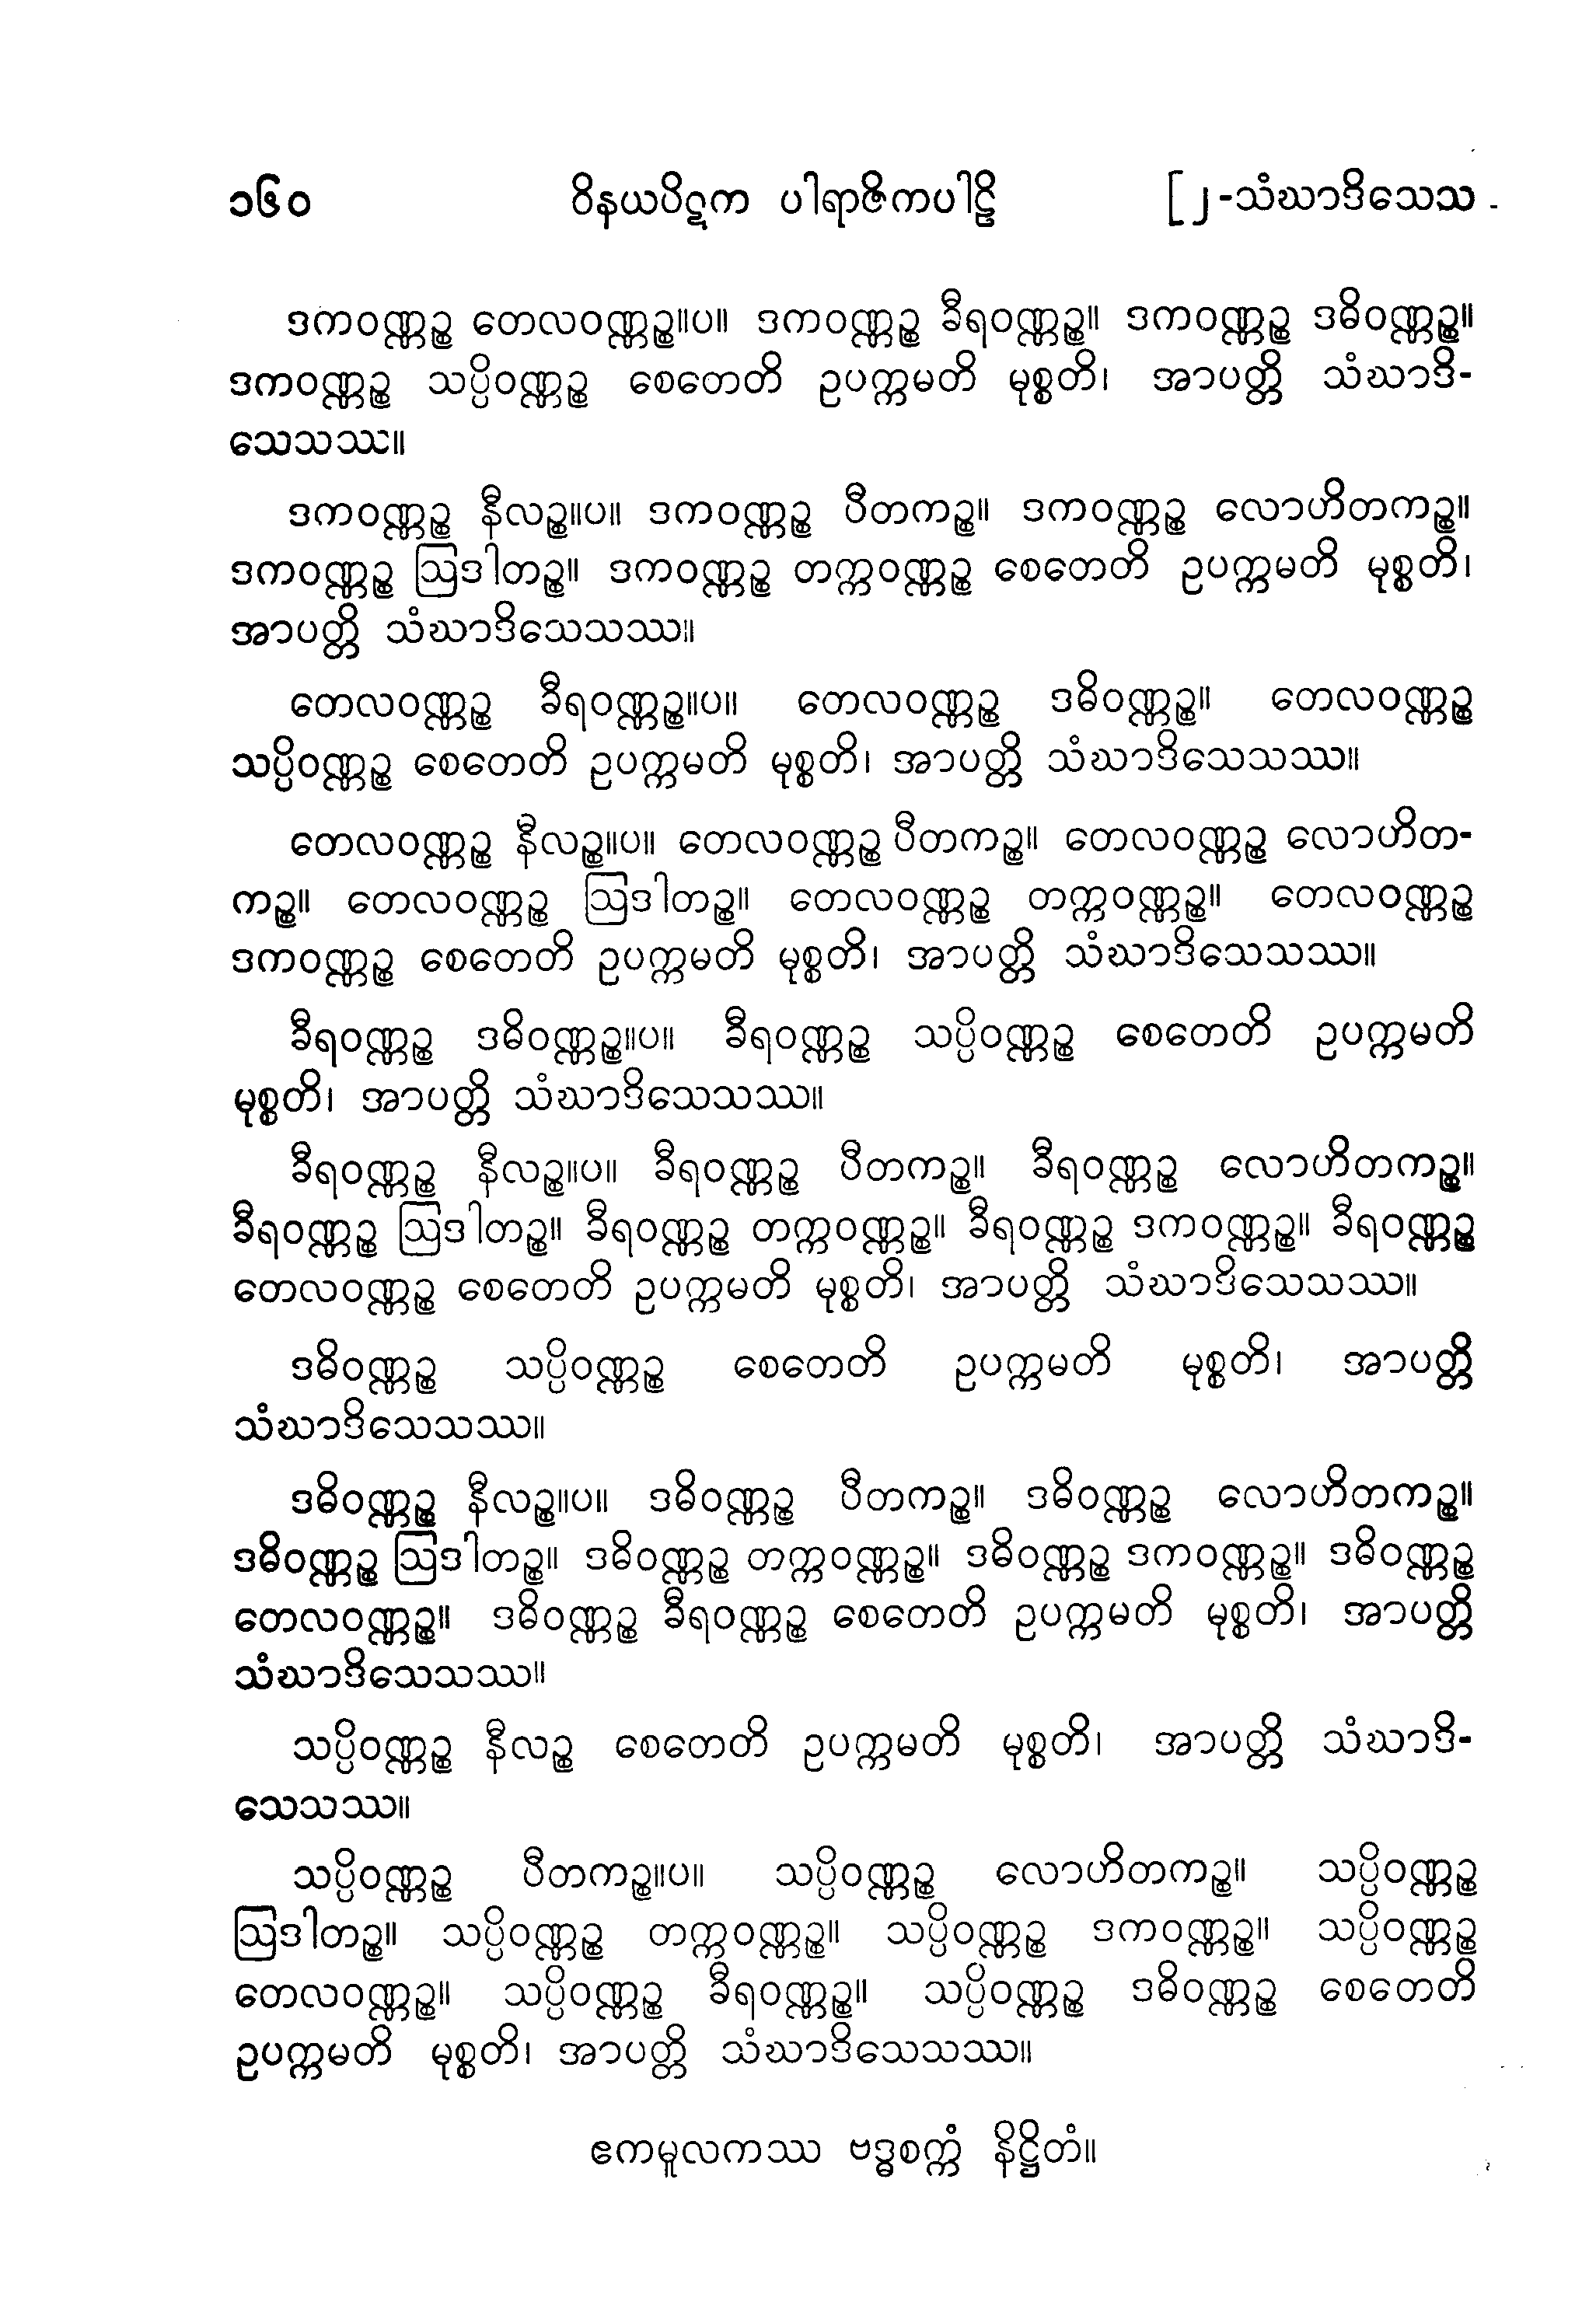 ၁၆၀ ဝိနယပိဋက ပါရာဇိကပါဠိ [၂-သံဃာဒိသေသ
ဒကဝဏ္ဏဉ္စ တေလဝဏ္ဏဉ္စ။ပ။ ဒကဝဏ္ဏဉ္စ ခီရဝဏ္ဏဉ္စ။ ဒကဝဏ္ဏဉ္စ ဒဓိဝဏ္ဏဉ္စ။
ဒကဝဏ္ဏဉ္စ သပ္ပိဝဏ္ဏဉ္စ စေတေတိ ဥပက္ကမတိ မုစ္စတိ၊ အာပတ္တိ သံဃာဒိ-
သေသဿ။
ဒကဝဏ္ဏဉ္စ နီလဉ္စ။ပ။ ဒကဝဏ္ဏဉ္စ ပီတကဉ္စ။ ဒကဝဏ္ဏဉ္စ လောဟိတကဉ္စ။
ဒကဝဏ္ဏဉ္စ ဩဒါတဉ္စ။ ဒကဝဏ္ဏဉ္စ တက္ကဝဏ္ဏဉ္စ စေတေတိ ဥပက္ကမတိ မုစ္စတိ၊
အာပတ္တိ သံဃာဒိသေသဿ။
တေလဝဏ္ဏဉ္စ ခီရဝဏ္ဏဉ္စ။ပ။ တေလဝဏ္ဏဉ္စ ဒဓိဝဏ္ဏဉ္စ။ တေလဝဏ္ဏဉ္စ
သပ္ပိဝဏ္ဏဉ္စ စေတေတိ ဥပက္ကမတိ မုစ္စတိ၊ အာပတ္တိ သံဃာဒိသေသဿ။
တေလဝဏ္ဏဉ္စ နီလဉ္စ။ပ။ တေလဝဏ္ဏဉ္စ ပီတကဉ္စ။ တေလဝဏ္ဏဉ္စ လောဟိတ-
ကဉ္စ။ တေလဝဏ္ဏဉ္စ ဩဒါတဉ္စ။ တေလဝဏ္ဏဉ္စ တက္ကဝဏ္ဏဉ္စ။ တေလဝဏ္ဏဉ္စ
ဒကဝဏ္ဏဉ္စ စေတေတိ ဥပက္ကမတိ မုစ္စတိ၊ အာပတ္တိ သံဃာဒိသေသဿ။
ခီရဝဏ္ဏဉ္စ ဒဓိဝဏ္ဏဉ္စ။ပ။ ခီရဝဏ္ဏဉ္စ သပ္ပိဝဏ္ဏဉ္စ စေတေတိ ဥပက္ကမတိ
မုစ္စတိ၊ အာပတ္တိ သံဃာဒိသေသဿ။
ခီရဝဏ္ဏဉ္စ နီလဉ္စ။ပ။ ခီရဝဏ္ဏဉ္စ ပီတကဉ္စ။ ခီရဝဏ္ဏဉ္စ လောဟိတကဉ္စ။
ခီရဝဏ္ဏဉ္စ ဩဒါတဉ္စ။ ခီရဝဏ္ဏဉ္စ တက္ကဝဏ္ဏဉ္စ။ ခီရဝဏ္ဏဉ္စ ဒကဝဏ္ဏဉ္စ။ ခီရဝဏ္ဏဉ္စ
တေလဝဏ္ဏဉ္စ စေတေတိ ဥပက္ကမတိ မုစ္စတိ၊ အာပတ္တိ သံဃာဒိသေသဿ။
ဒဓိဝဏ္ဏဉ္စ သပ္ပိဝဏ္ဏဉ္စ စေတေတိ ဥပက္ကမတိ မုစ္စတိ၊ အာပတ္တိ
သံဃာဒိသေသဿ။
ဒဓိဝဏ္ဏဉ္စ နီလဉ္စ။ပ။ ဒဓိဝဏ္ဏဉ္စ ပီတကဉ္စ။ ဒဓိဝဏ္ဏဉ္စ လောဟိတကဉ္စ။
ဒဓိဝဏ္ဏဉ္စ ဩဒါတဉ္စ။ ဒဓိဝဏ္ဏဉ္စ တက္ကဝဏ္ဏဉ္စ။ ဒဓိဝဏ္ဏဉ္စ ဒကဝဏ္ဏဉ္စ။ ဒဓိဝဏ္ဏဉ္စ
တေလဝဏ္ဏဉ္စ။ ဒဓိဝဏ္ဏဉ္စ ခီရဝဏ္ဏဉ္စ စေတေတိ ဥပက္ကမတိ မုစ္စတိ၊ အာပတ္တိ
သံဃာဒိသေသဿ။
သပ္ပိဝဏ္ဏဉ္စ နီလဉ္စ စေတေတိ ဥပက္ကမတိ မုစ္စတိ၊ အာပတ္တိ သံဃာဒိ-
သေသဿ။
သပ္ပိဝဏ္ဏဉ္စ ပီတကဉ္စ။ပ။ သပ္ပိဝဏ္ဏဉ္စ လောဟိတကဉ္စ။ သပ္ပိဝဏ္ဏဉ္စ
ဩဒါတဉ္စ။ သပ္ပိဝဏ္ဏဉ္စ တက္ကဝဏ္ဏဉ္စ။ သပ္ပိဝဏ္ဏဉ္စ ဒကဝဏ္ဏဉ္စ။ သပ္ပိဝဏ္ဏဉ္စ
တေလဝဏ္ဏဉ္စ။ သပ္ပိဝဏ္ဏဉ္စ ခီရဝဏ္ဏဉ္စ။ သပ္ပိဝဏ္ဏဉ္စ ဒဓိဝဏ္ဏဉ္စ စေတေတိ
ဥပက္ကမတိ မုစ္စတိ၊ အာပတ္တိ သံဃာဒိသေသဿ။
ဧကမူလကဿ ဗဒ္ဓစက္ကံ နိဋ္ဌိတံ။